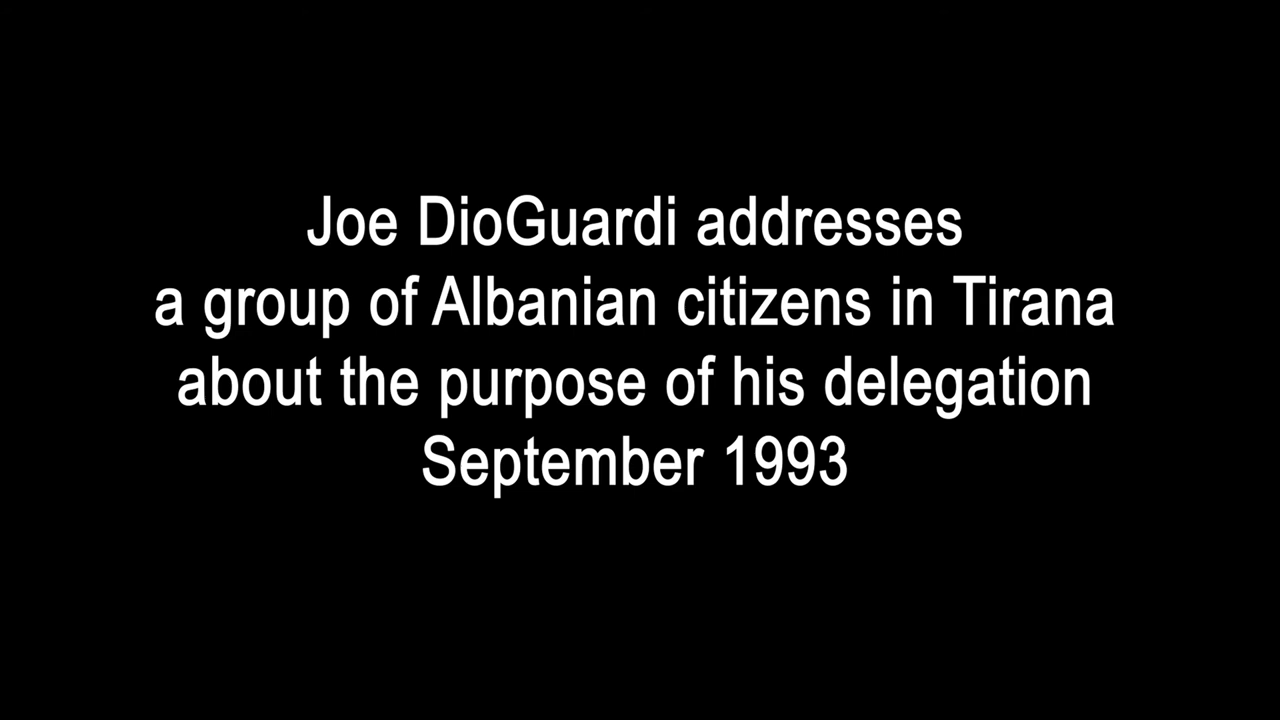 Joe DioGuardi addresses
a group of Albanian citizens in Tirana
about the purpose of his delegation
September 1993